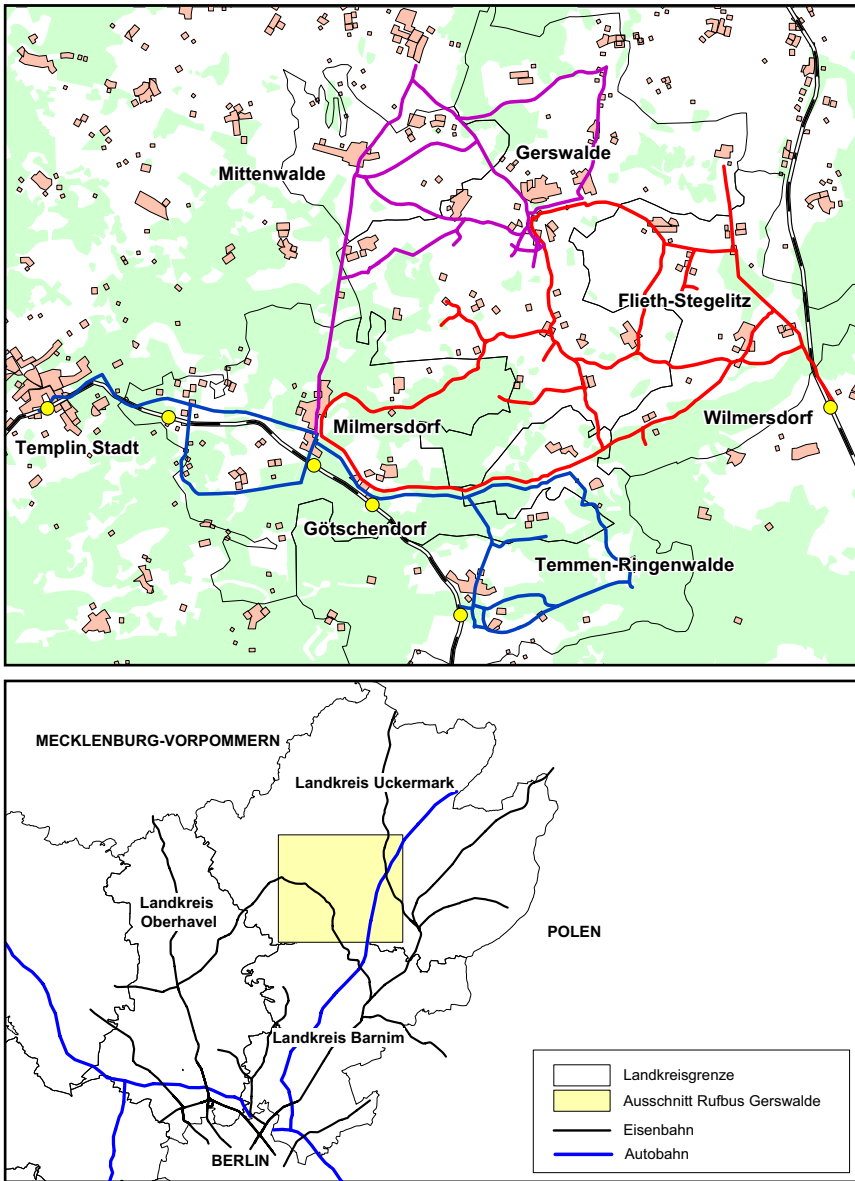 Mittenwalde
Gerswalde
Flieth-Stegelitz
Milmersdorf
Wilmersdorf
Templin Stadt
Götschendorf
Temmen-Ringenwalde
MECKLENBURG-VORPOMMERN
Landkreis Uckermark
Landkreis
Oberhavel
POLEN
Landkreis Barnim
BERLIN
Landkreisgrenze
Ausschnitt Rufbus Gerswalde
Eisenbahn
Autobahn